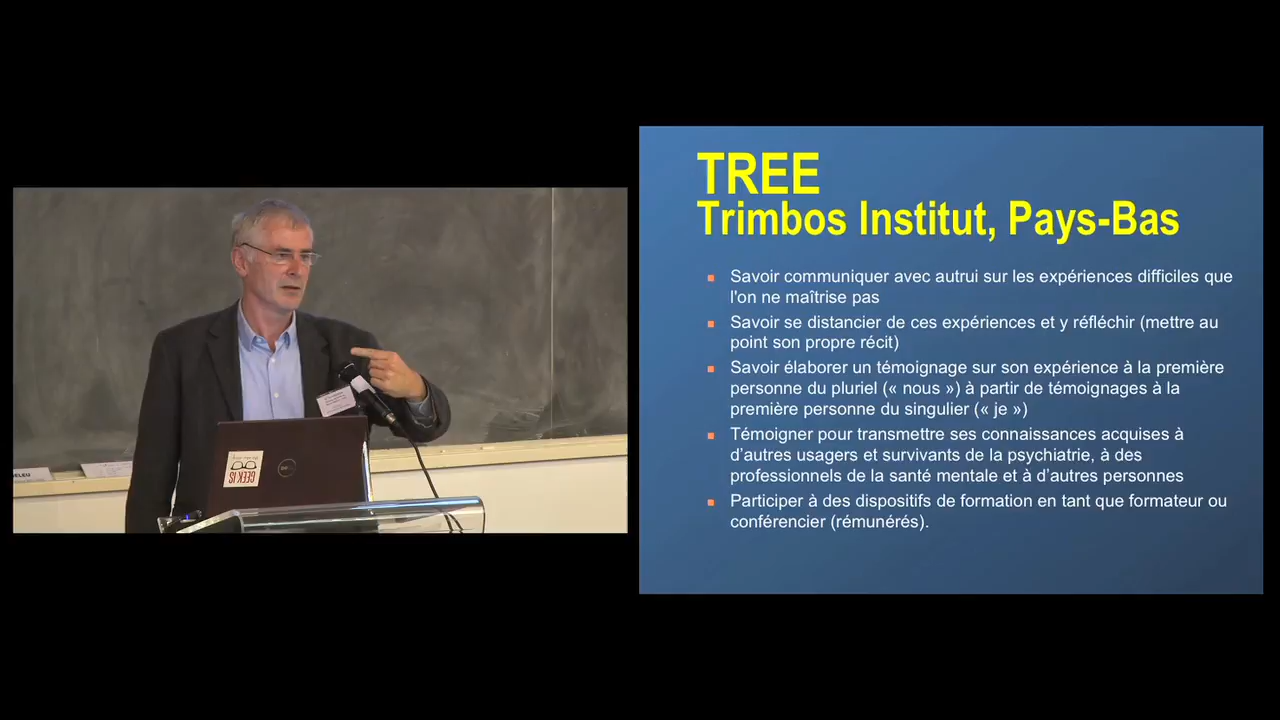 TREE
Trimbos Institut, Pays-Bas
Savoir communiquer avec autrui sur les expériences difficiles que
l'on ne maîtrise pas
Savoir se distancier de ces expériences et y réfléchir (mettre au
point son propre récit)
Savoir élaborer un témoignage sur son expérience à la première
personne du pluriel (« nous ») à partir de témoignages à la
première personne du singulier (« je »)
Témoigner pour transmettre ses connaissances acquises à
d'autres usagers et survivants de la psychiatrie, à des
professionnels de la santé mentale et à d'autres personnes
Participer à des dispositifs de formation en tant que formateur ou
conférencier (rémunérés).
GEEK IS